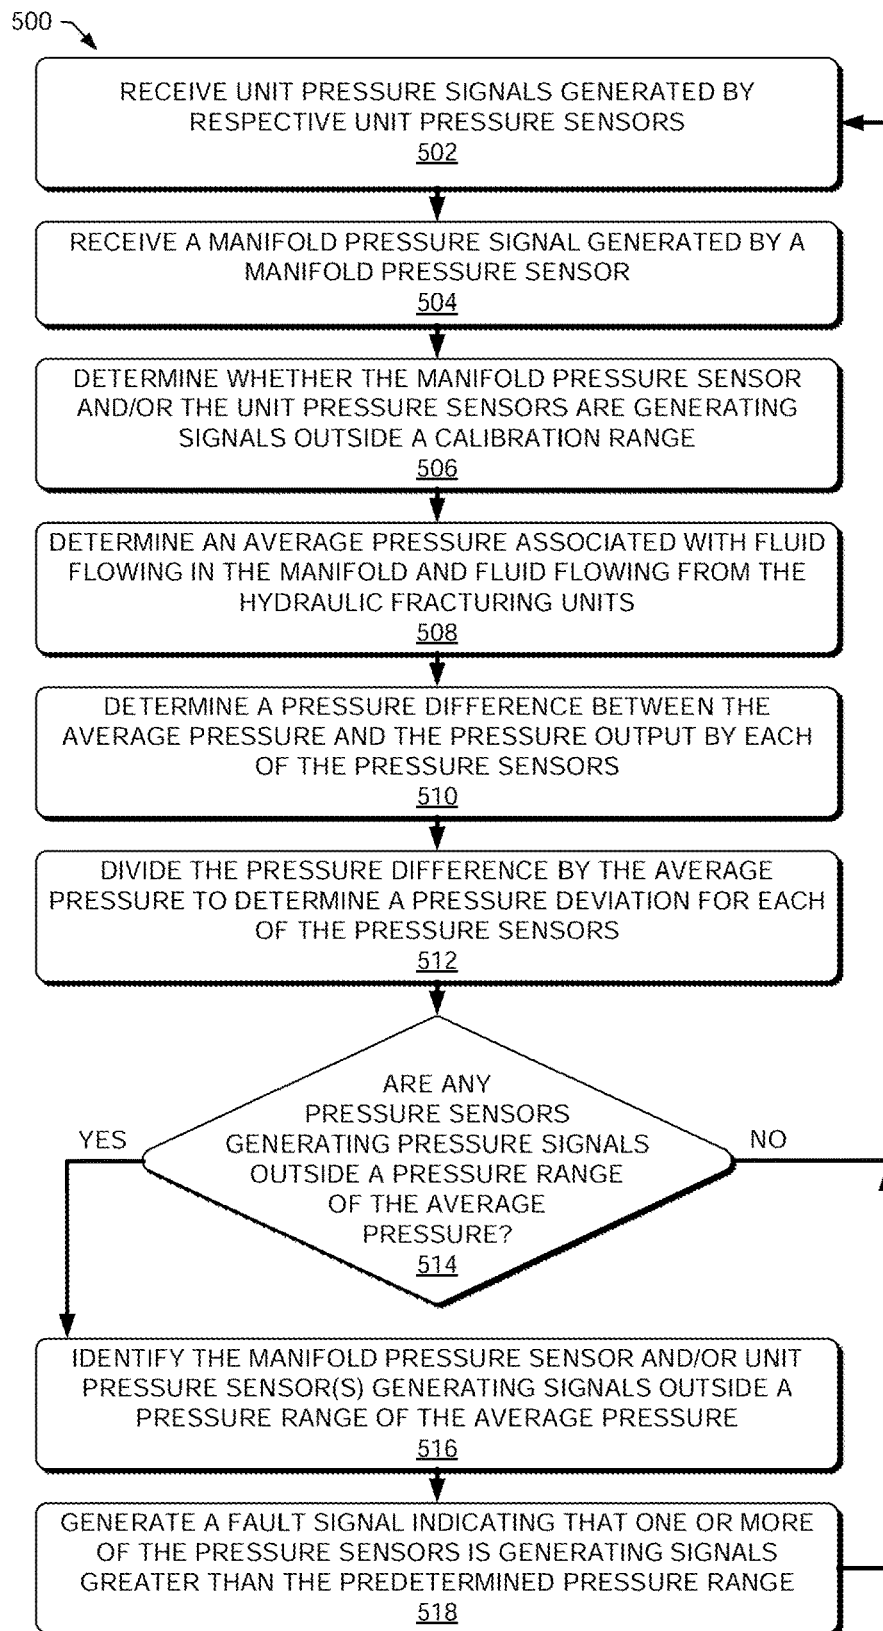 500
RECEIVE UNIT PRESSURE SIGNALS GENERATED BY
RESPECTIVE UNIT PRESSURE SENSORS
502
RECEIVE A MANIFOLD PRESSURE SIGNAL GENERATED BY A
MANIFOLD PRESSURE SENSOR
504
DETERMINE WHETHER THE MANIFOLD PRESSURE SENSOR
AND/OR THE UNIT PRESSURE SENSORS ARE GENERATING
SIGNALS OUTSIDE A CALIBRATION RANGE
506
DETERMINE AN AVERAGE PRESSURE ASSOCIATED WITH FLUID
FLOWING IN THE MANIFOLD AND FLUID FLOWING FROM THE
HYDRAULIC FRACTURING UNITS
508
DETERMINE A PRESSURE DIFFERENCE BETWEEN THE
AVERAGE PRESSURE AND THE PRESSURE OUTPUT BY EACH
OF THE PRESSURE SENSORS
510
DIVIDE THE PRESSURE DIFFERENCE BY THE AVERAGE
PRESSURE TO DETERMINE A PRESSURE DEVIATION FOR EACH
OF THE PRESSURE SENSORS
512
ARE ANY
PRESSURE SENSORS
GENERATING PRESSURE SIGNALS
OUTSIDE A PRESSURE RANGE
OF THE AVERAGE
PRESSURE?
514
YES
NO
IDENTIFY THE MANIFOLD PRESSURE SENSOR AND/OR UNIT
PRESSURE SENSOR(S) GENERATING SIGNALS OUTSIDE A
PRESSURE RANGE OF THE AVERAGE PRESSURE
516
GENERATE A FAULT SIGNAL INDICATING THAT ONE OR MORE
OF THE PRESSURE SENSORS IS GENERATING SIGNALS
GREATER THAN THE PREDETERMINED PRESSURE RANGE
518